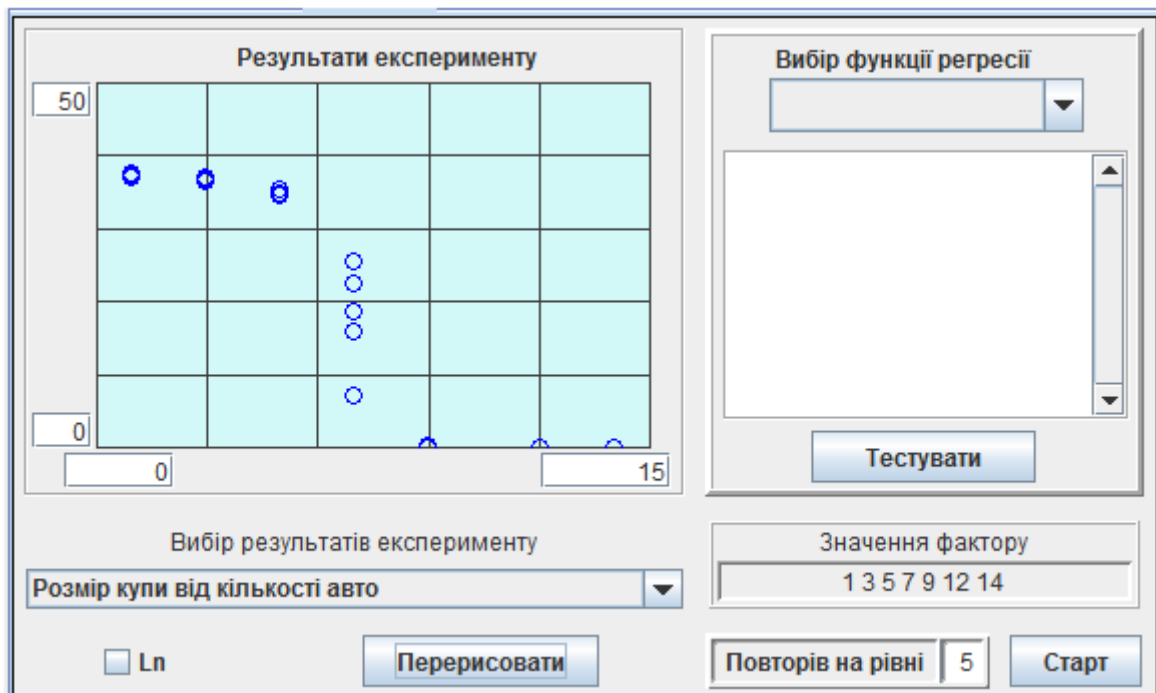 Результати експерименту
50
0
0
15
Вибір функції регресії
Тестувати
Вибір результатів експерименту
Розмір купи від кількості авто
Значення фактору
1 3 5 7 9 12 14
Ln
Перерисовати
Повторів на рівні
5
Старт